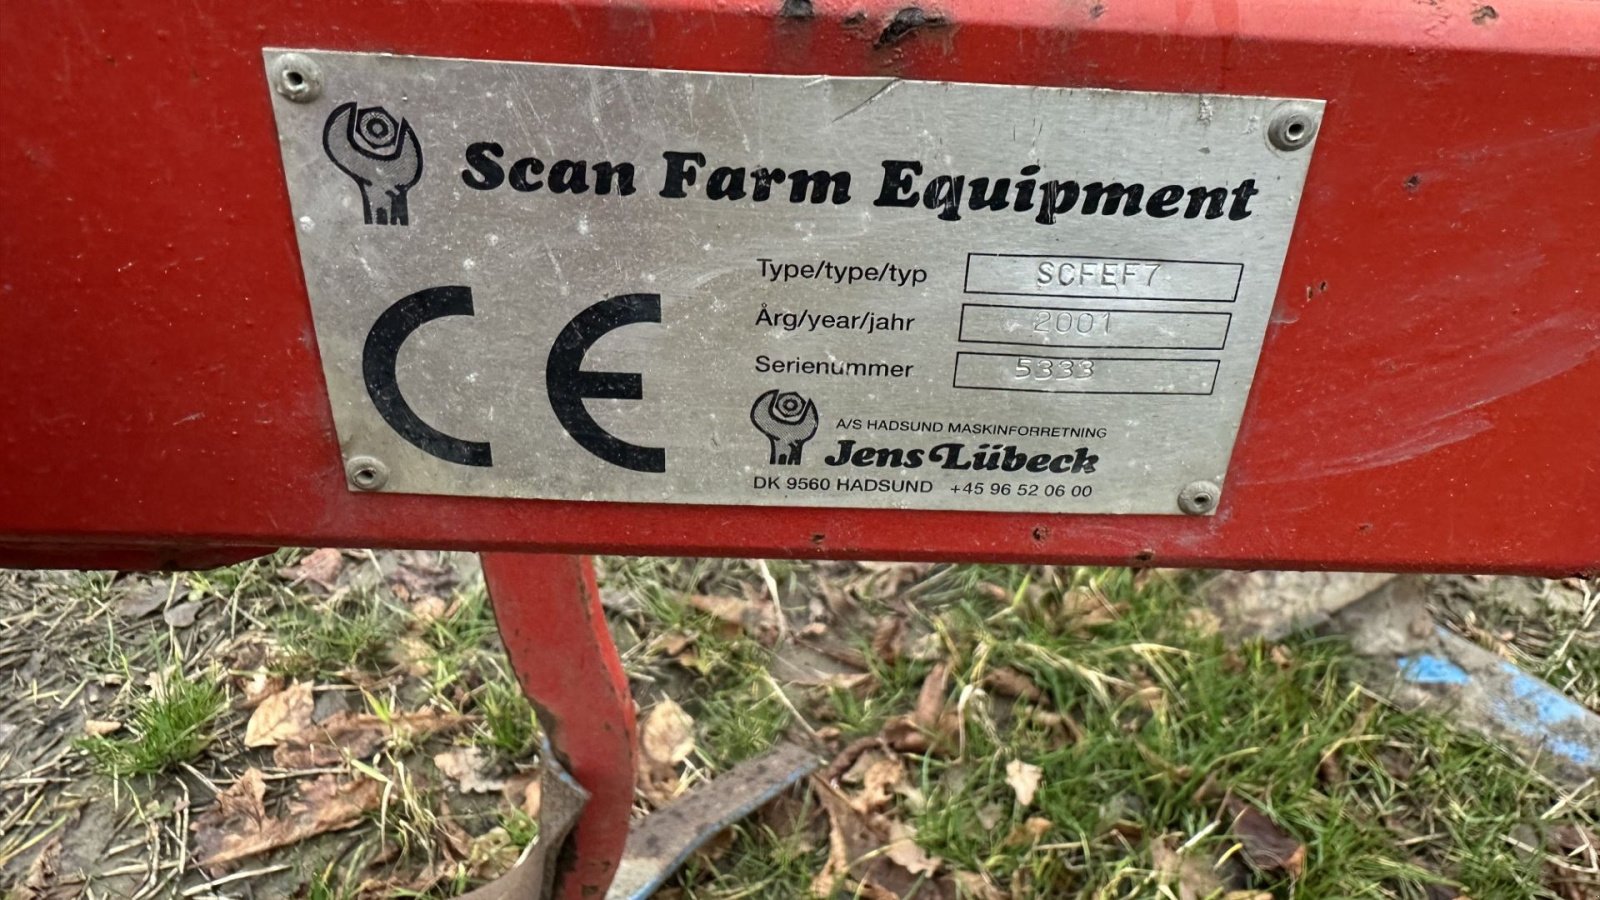 Scan Farm Equipment
Type/type/typ SCFEF7
Årg/year/jahr 2001
Serienummer 5333
CE
A/S HADSUND MASKINFORRETNING
Jens Lübeck
DK 9560 HADSUND +45 96 52 06 00